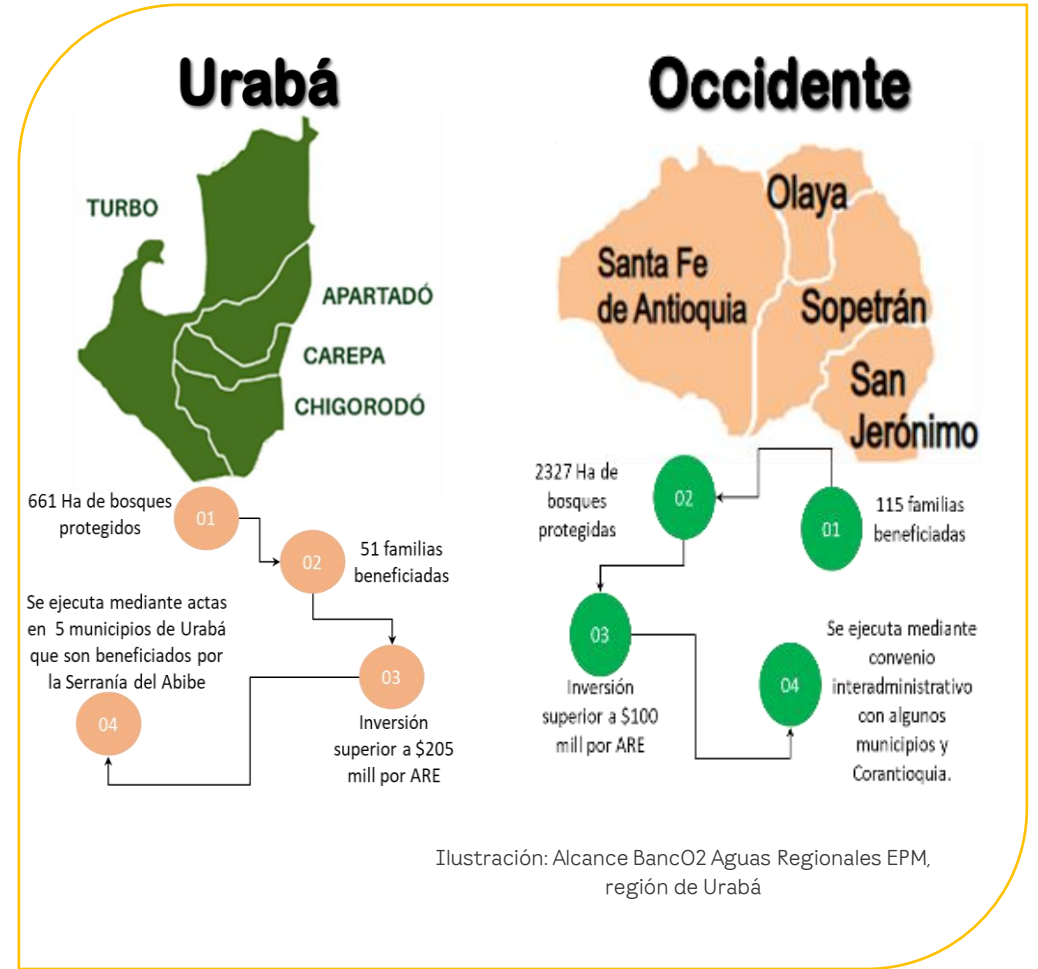 Urabá
TURBO
APARTADÓ
CAREPA
CHIGORODÓ
661 Ha de bosques
protegidos
01
02
51 familias
beneficiadas
Se ejecuta mediante actas
en 5 municipios de Urabá
que son beneficiados por
la Serranía del Abibe
03
04
Inversión
superior a $205
mill por ARE
Occidente
Olaya
Santa Fe
de Antioquia
Sopetrán
San
Jerónimo
2327 Ha de
bosques
protegidas
02
01
115 familias
beneficiadas
03
Inversión
superior a $100
mill por ARE
04
Se ejecuta mediante
convenio
interadministrativo
con algunos
municipios y
Corantioquia.
Ilustración: Alcance BancO2 Aguas Regionales EPM,
región de Urabá